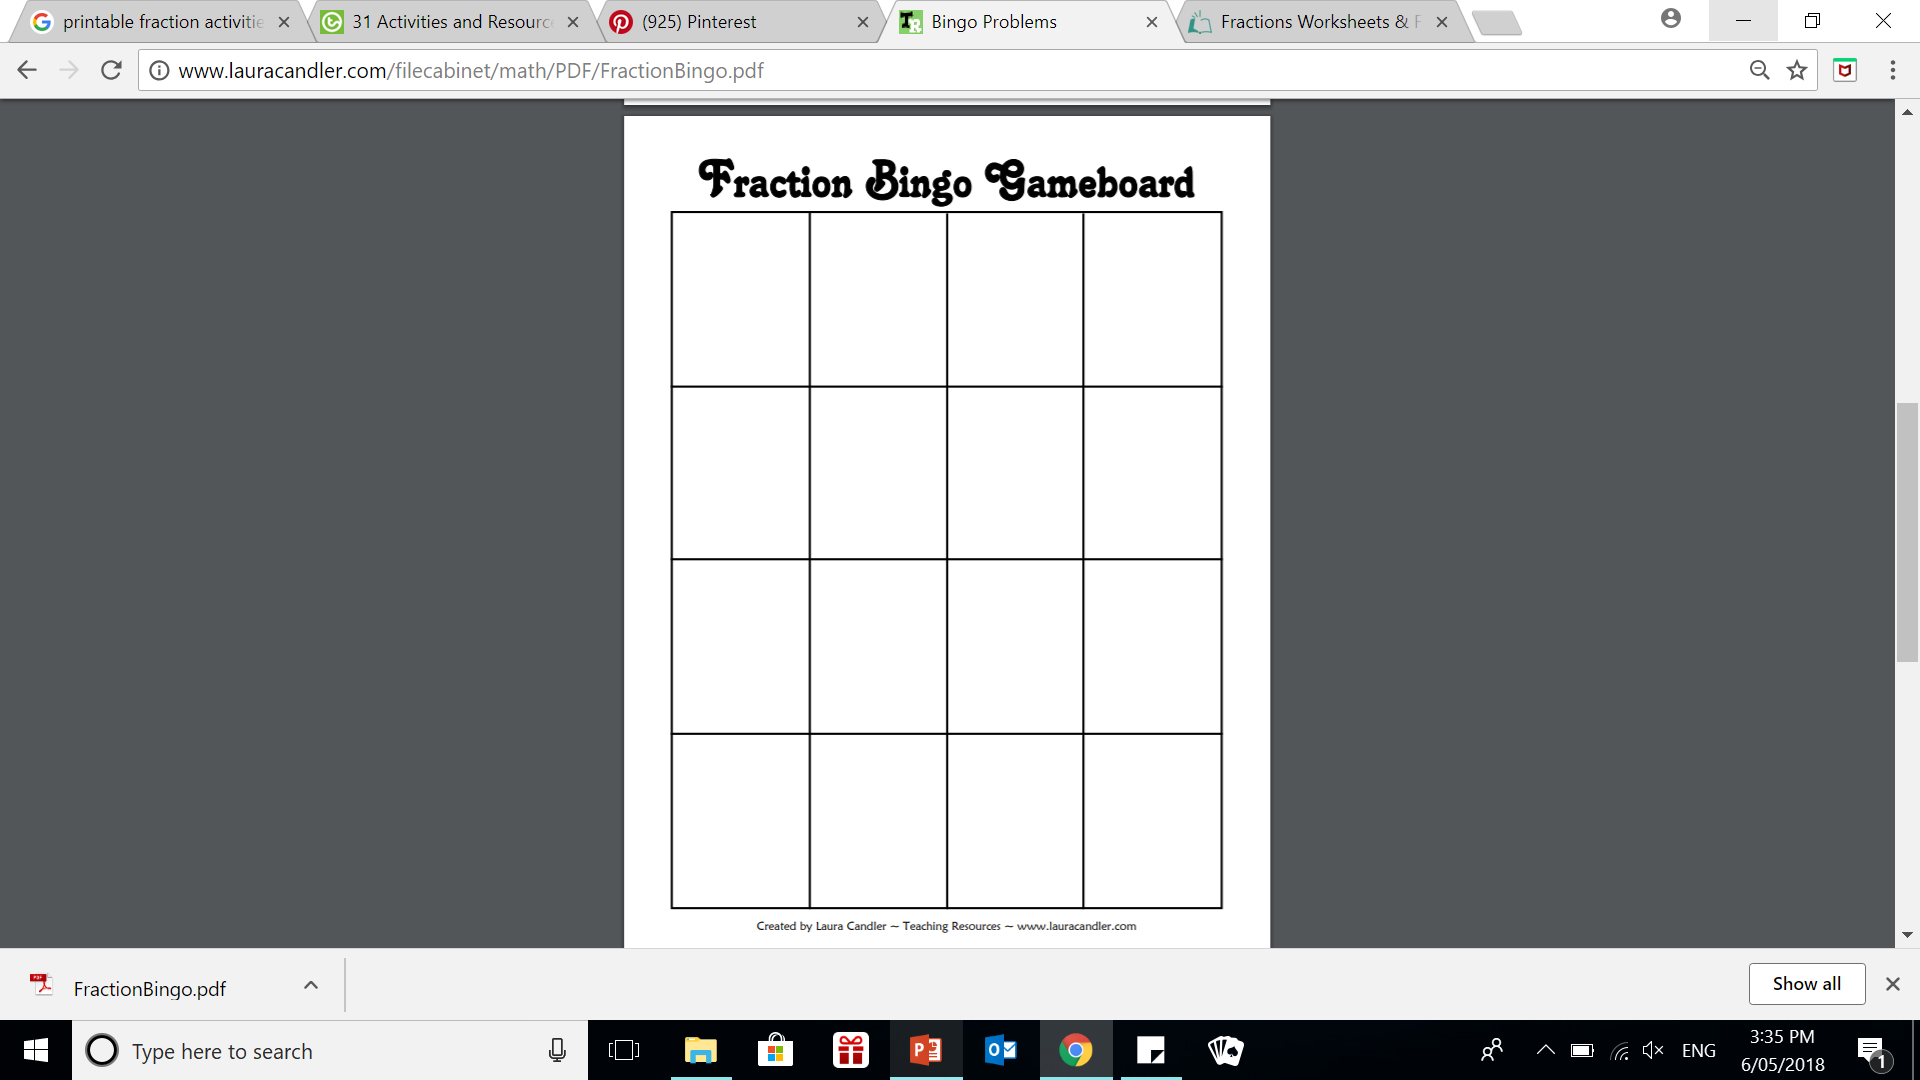 printable fraction activitie
31 Activities and Resourc
(925) Pinterest
Bingo Problems
Fractions Worksheets & F
www.lauracandler.com/filecabinet/math/PDF/FractionBingo.pdf
Fraction Bingo Gameboard
Created by Laura Candler ~ Teaching Resources ~ www.lauracandler.com
FractionBingo.pdf
Show all
Type here to search
ENG
3:35 PM
6/05/2018
1